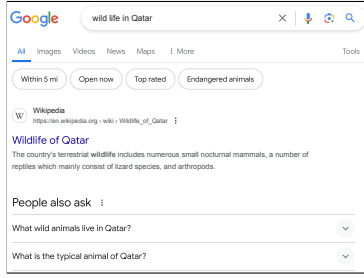 Google
wild life in Qatar
All Images Videos News Maps More Tools
Within 5 mi Open now Top rated Endangered animals
W
Wikipedia
https://en.wikipedia.org › wiki › Wildlife_of_Qatar
Wildlife of Qatar
The country's terrestrial wildlife includes numerous small nocturnal mammals, a number of
reptiles which mainly consist of lizard species, and arthropods.
People also ask
What wild animals live in Qatar?
What is the typical animal of Qatar?